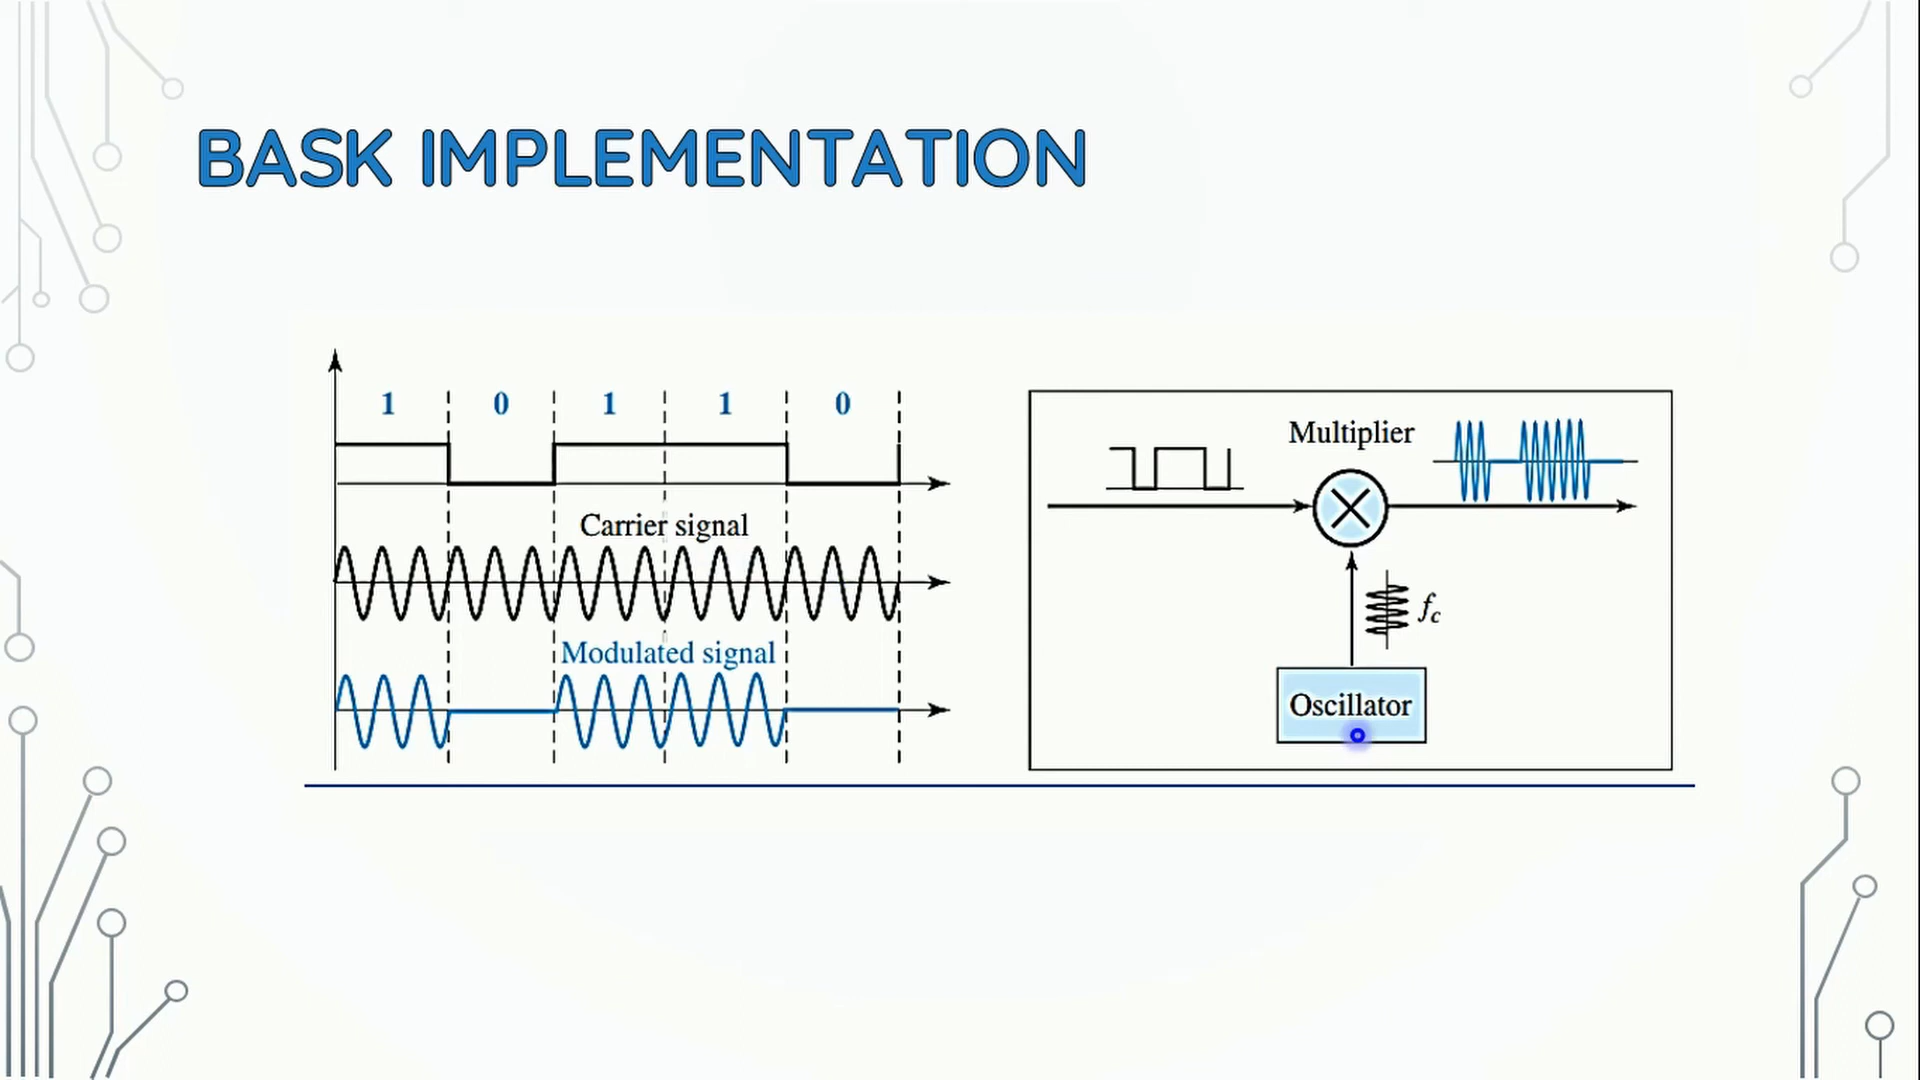 BASK IMPLEMENTATION
1 0 1 1 0
Carrier signal
Modulated signal
Multiplier
fc
Oscillator